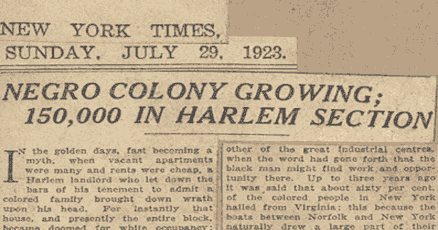 NEW YORK TIMES,
SUNDAY, JULY 29, 1923.
NEGRO COLONY GROWING;
150,000 IN HARLEM SECTION
IN the golden days, fast becoming a
myth, when vacant apartments
were many and rents were cheap, a
Harlem landlord who let down the
bars of his tenement to admit a
colored family brought down wrath
upon his head. For instantly that
house, and presently the entire block,
became doomed for white occupancy;
other of the great industrial centres,
when the word had gone forth that the
black man might find work and oppor-
tunity there. Up to three years ago
it was said that about sixty per cent.
of the colored people in New York
hailed from Virginia; this because the
boats between Norfolk and New York
naturally drew a large part of their